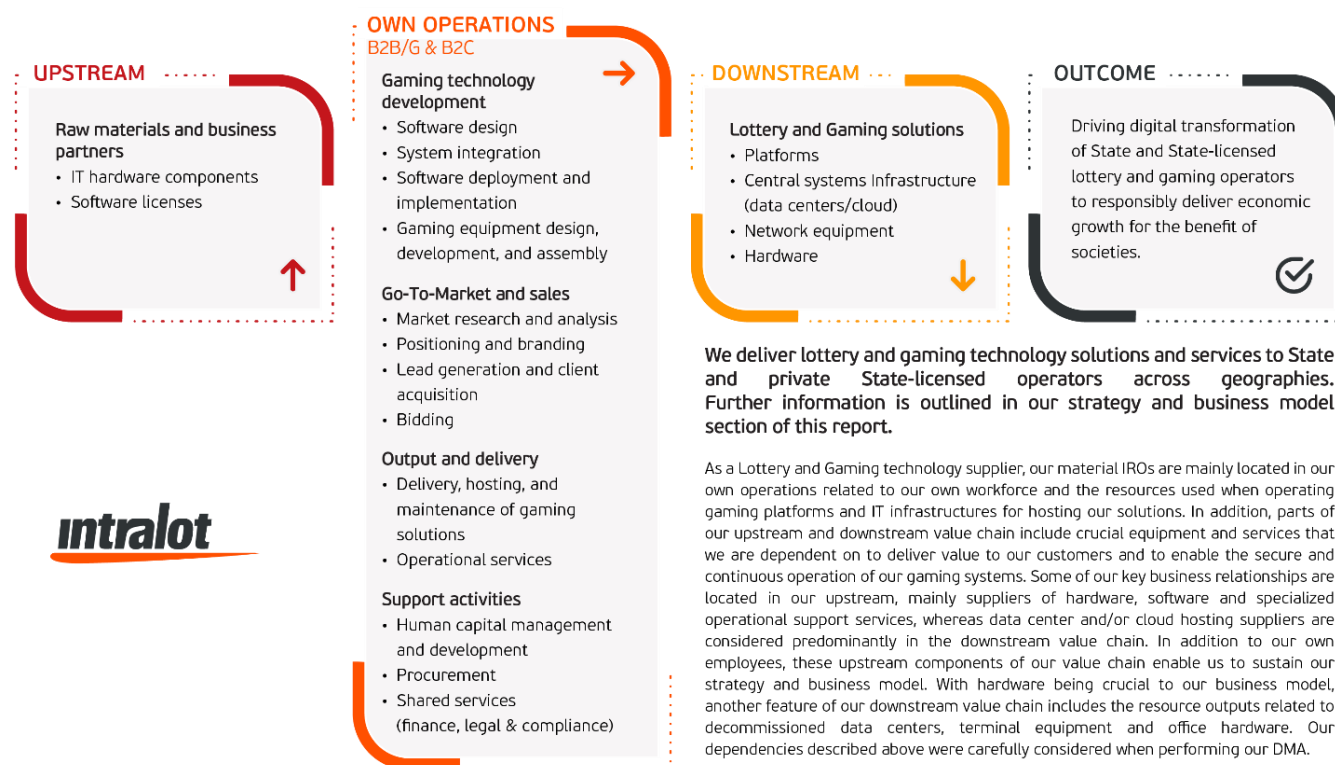 UPSTREAM
Raw materials and business
partners
• IT hardware components
• Software licenses
OWN OPERATIONS
B2B/G & B2C
Gaming technology
development
• Software design
• System integration
• Software deployment and
implementation
• Gaming equipment design,
development, and assembly
Go-To-Market and sales
• Market research and analysis
• Positioning and branding
• Lead generation and client
acquisition
• Bidding
Output and delivery
• Delivery, hosting, and
maintenance of gaming
solutions
• Operational services
Support activities
• Human capital management
and development
• Procurement
• Shared services
(finance, legal & compliance)
DOWNSTREAM
Lottery and Gaming solutions
• Platforms
• Central systems Infrastructure
(data centers/cloud)
• Network equipment
• Hardware
OUTCOME
Driving digital transformation
of State and State-licensed
lottery and gaming operators
to responsibly deliver economic
growth for the benefit of
societies.
We deliver lottery and gaming technology solutions and services to State
and private State-licensed operators across geographies.
Further information is outlined in our strategy and business model
section of this report.
As a Lottery and Gaming technology supplier, our material IROs are mainly located in our
own operations related to our own workforce and the resources used when operating
gaming platforms and IT infrastructures for hosting our solutions. In addition, parts of
our upstream and downstream value chain include crucial equipment and services that
we are dependent on to deliver value to our customers and to enable the secure and
continuous operation of our gaming systems. Some of our key business relationships are
located in our upstream, mainly suppliers of hardware, software and specialized
operational support services, whereas data center and/or cloud hosting suppliers are
considered predominantly in the downstream value chain. In addition to our own
employees, these upstream components of our value chain enable us to sustain our
strategy and business model. With hardware being crucial to our business model,
another feature of our downstream value chain includes the resource outputs related to
decommissioned data centers, terminal equipment and office hardware. Our
dependencies described above were carefully considered when performing our DMA.
intralot